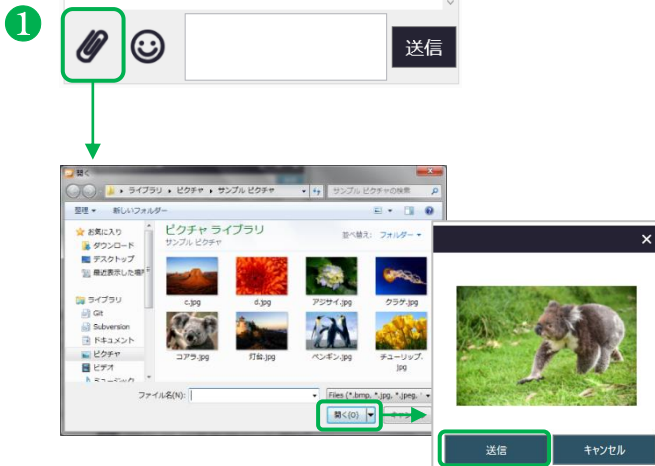 1
送信
開く
ライブラリ ▸ ピクチャ ▸ サンプル ピクチャ
サンプル ピクチャの検索
整理 新しいフォルダー
お気に入り
ダウンロード
デスクトップ
最近表示した場所
ライブラリ
Git
Subversion
ドキュメント
ピクチャ
ビデオ
ピクチャ ライブラリ
サンプル ピクチャ
並べ替え: フォルダー
c.jpg d.jpg アジサイ.jpg クラゲ.jpg
コアラ.jpg 灯台.jpg ペンギン.jpg チューリップ.jpg
ファイル名(N):
Files (*.bmp, *.jpg, *.jpeg,
開く(O)
送信 キャンセル